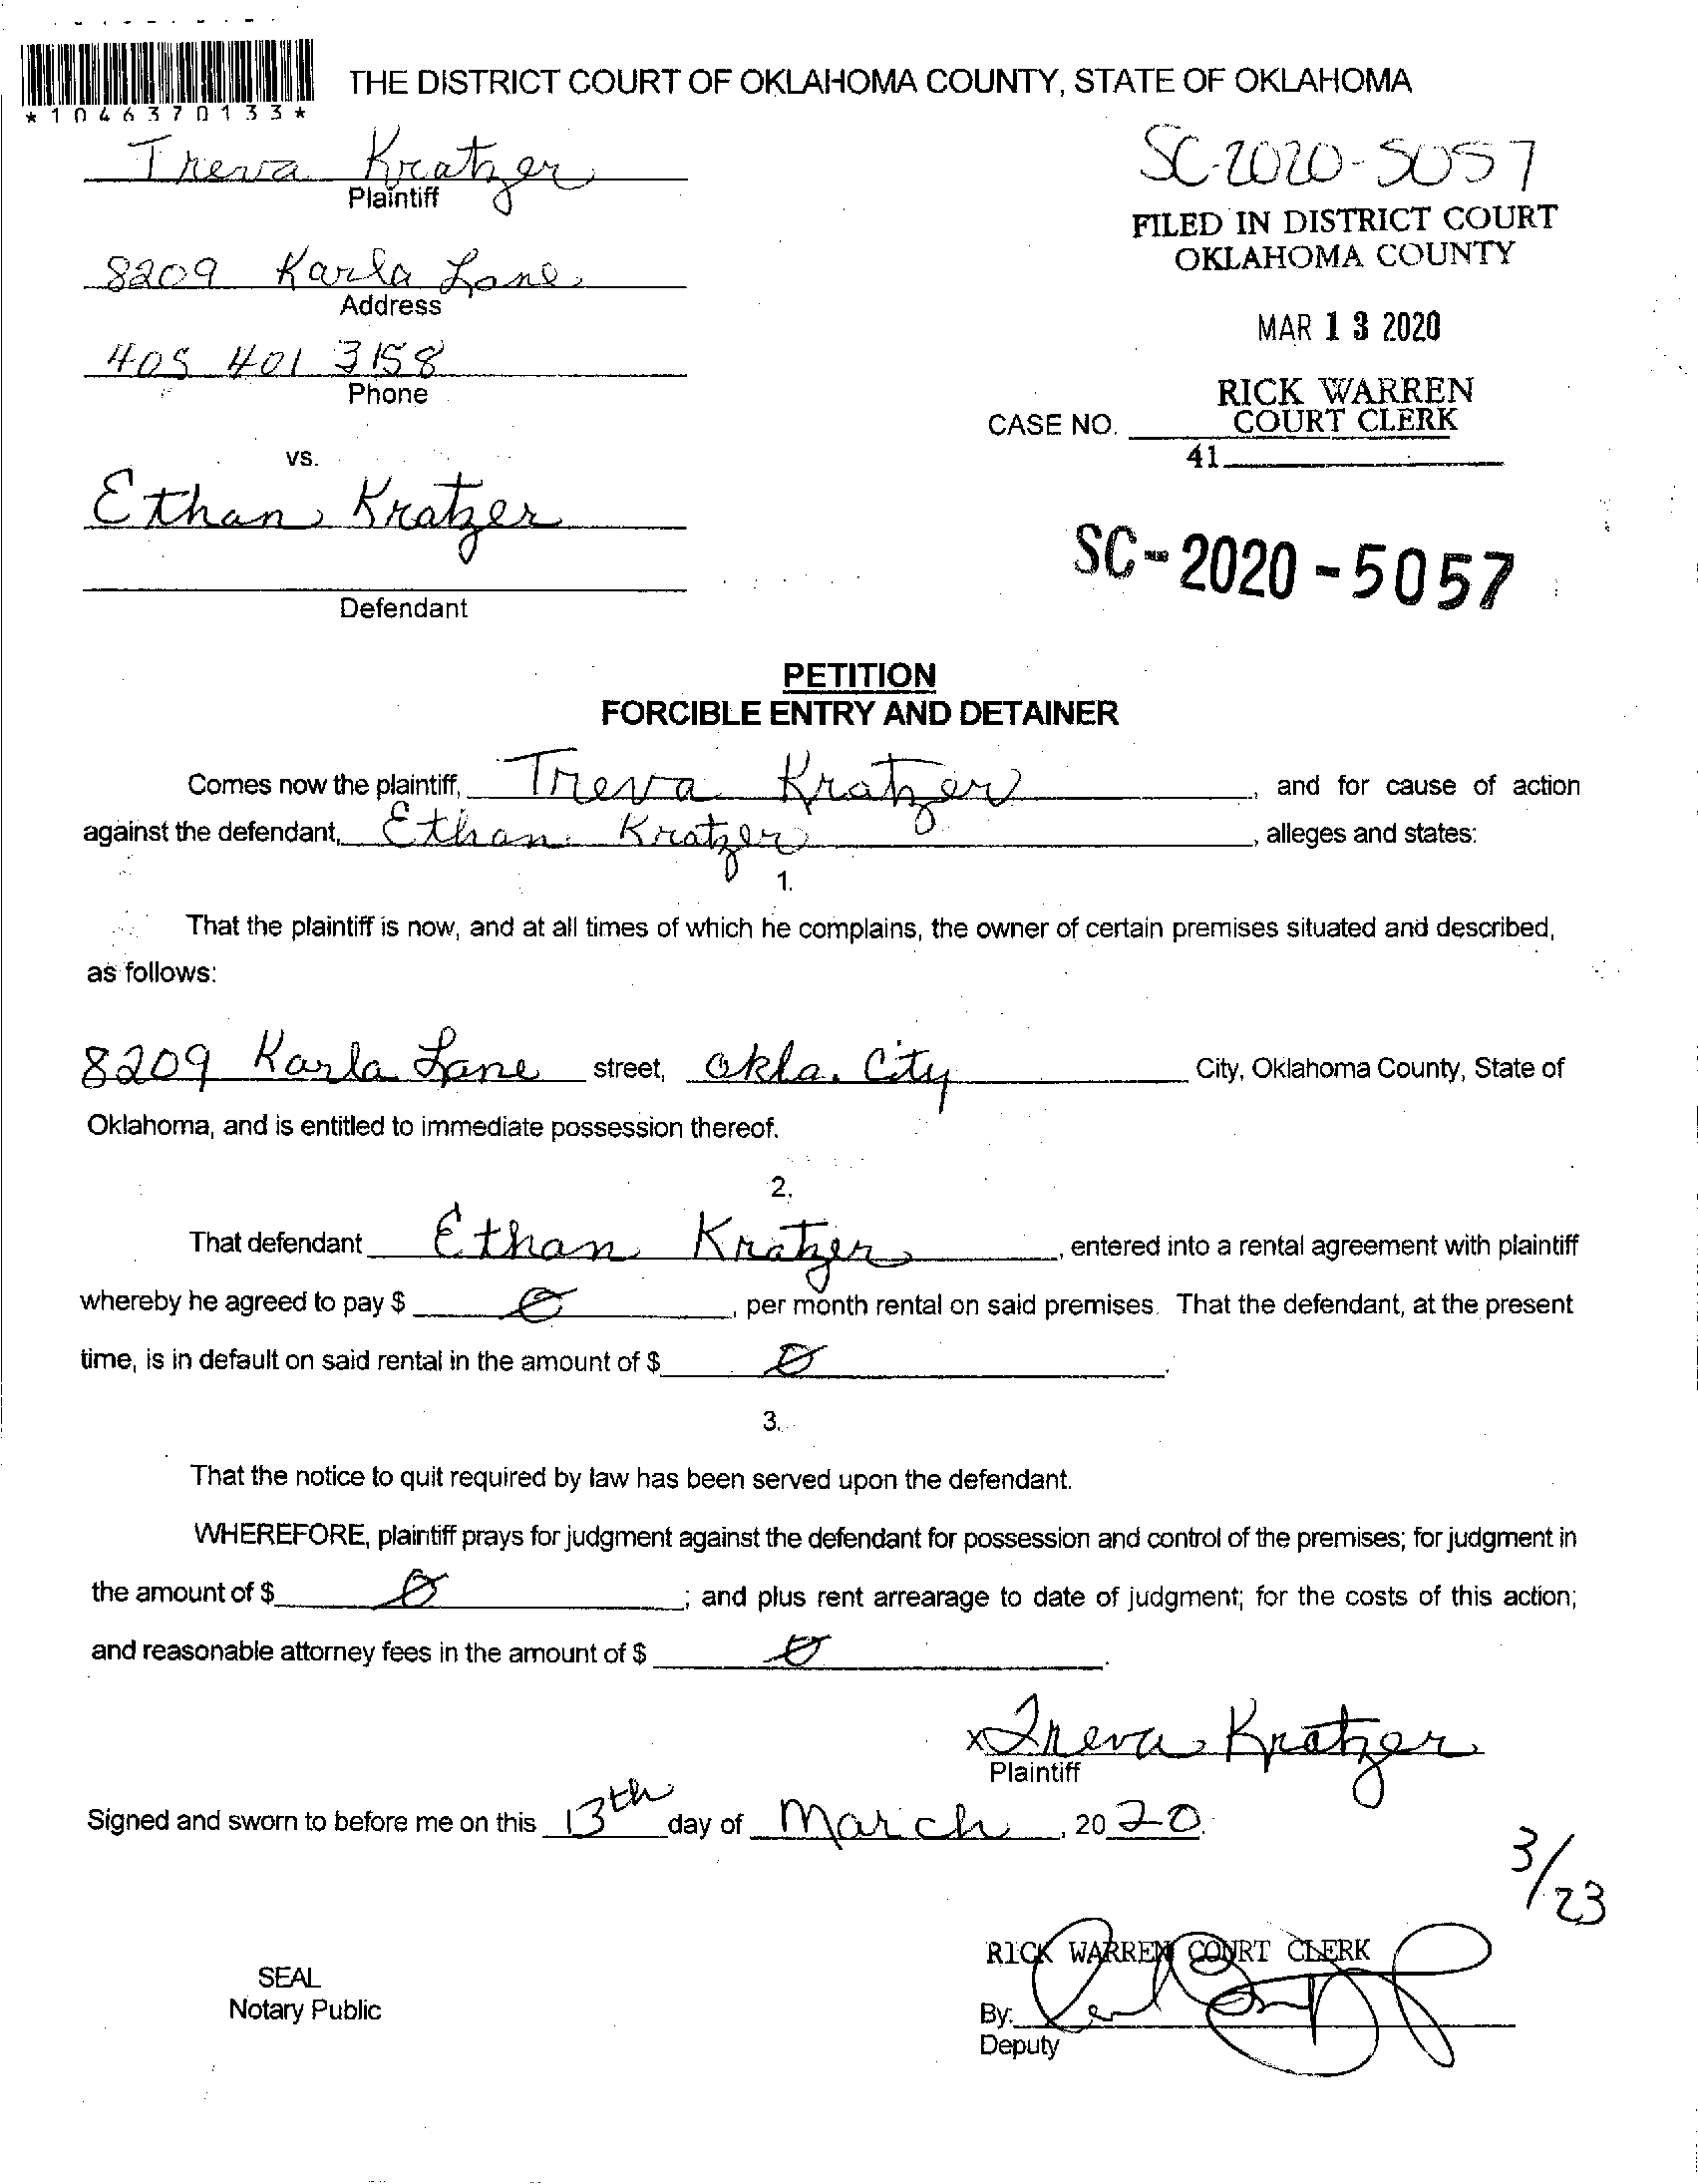 THE DISTRICT COURT OF OKLAHOMA COUNTY, STATE OF OKLAHOMA
*1046370133*
Treva Kratzer
Plaintiff
SC-2020-5057
FILED IN DISTRICT COURT
OKLAHOMA COUNTY
8209 Karla Lane
Address
MAR 13 2020
405 401 3158
Phone
RICK WARREN
COURT CLERK
CASE NO.
41
vs.
Ethan Kratzer
SC-2020-5057
Defendant
PETITION
FORCIBLE ENTRY AND DETAINER
Comes now the plaintiff, Treva Kratzer, and for cause of action
against the defendant, Ethan Kratzer, alleges and states:
1.
That the plaintiff is now, and at all times of which he complains, the owner of certain premises situated and described,
as follows:
8209 Karla Lane street, Okla. City City, Oklahoma County, State of
Oklahoma, and is entitled to immediate possession thereof.
2.
That defendant Ethan Kratzer, entered into a rental agreement with plaintiff
whereby he agreed to pay $ 0, per month rental on said premises. That the defendant, at the present
time, is in default on said rental in the amount of $ 0.
3.
That the notice to quit required by law has been served upon the defendant.
WHEREFORE, plaintiff prays for judgment against the defendant for possession and control of the premises; for judgment in
the amount of $ 0; and plus rent arrearage to date of judgment; for the costs of this action;
and reasonable attorney fees in the amount of $ 0.
x Treva Kratzer
Plaintiff
Signed and sworn to before me on this 13th day of March, 2020.
3/23
RICK WARREN COURT CLERK
SEAL
Notary Public
By:
Deputy